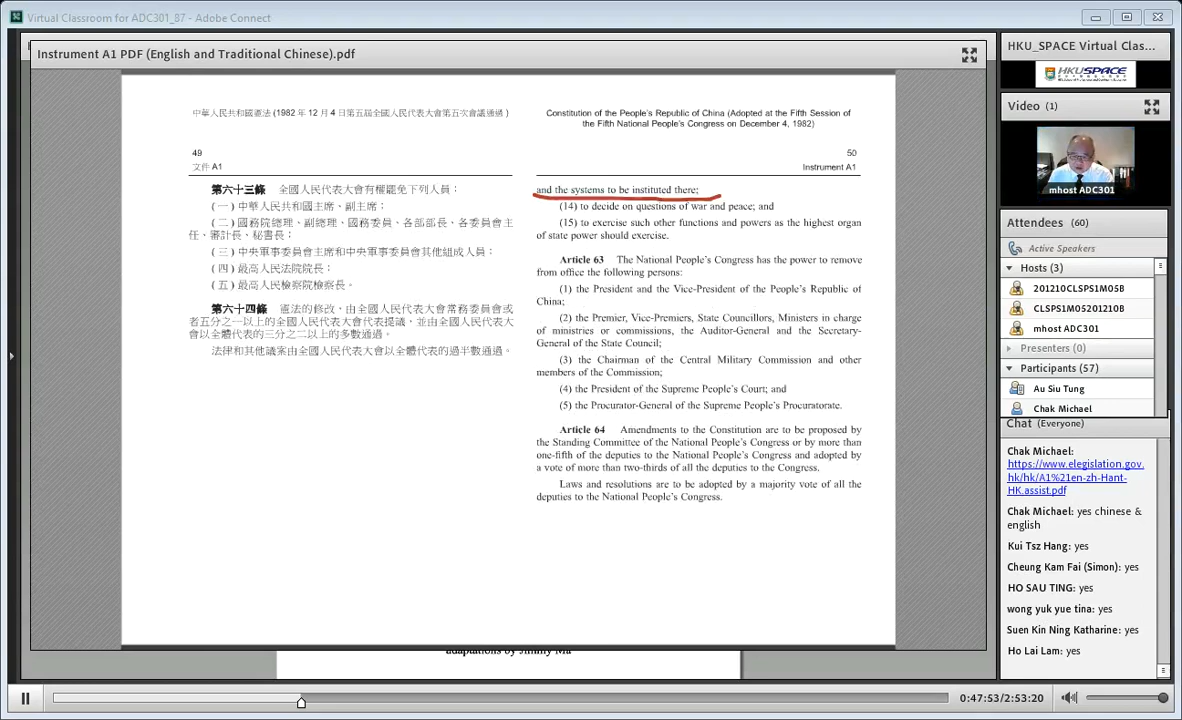 Virtual Classroom for ADC301_87 - Adobe Connect
Instrument A1 PDF (English and Traditional Chinese).pdf
中華人民共和國憲法 (1982 年 12 月 4 日第五屆全國人民代表大會第五次會議通過)
49
文件 A1
第六十三條 全國人民代表大會有權罷免下列人員：
(一) 中華人民共和國主席、副主席；
(二) 國務院總理、副總理、國務委員、各部部長、各委員會主
任、審計長、秘書長；
(三) 中央軍事委員會主席和中央軍事委員會其他組成人員；
(四) 最高人民法院院長；
(五) 最高人民檢察院檢察長。
第六十四條 憲法的修改，由全國人民代表大會常務委員會或
者五分之一以上的全國人民代表大會代表提議，並由全國人民代表大
會以全體代表的三分之二以上的多數通過。
法律和其他議案由全國人民代表大會以全體代表的過半數通過。
Constitution of the People's Republic of China (Adopted at the Fifth Session of
the Fifth National People's Congress on December 4, 1982)
50
Instrument A1
and the systems to be instituted there;
(14) to decide on questions of war and peace; and
(15) to exercise such other functions and powers as the highest organ
of state power should exercise.
Article 63 The National People's Congress has the power to remove
from office the following persons:
(1) the President and the Vice-President of the People's Republic of
China;
(2) the Premier, Vice-Premiers, State Councillors, Ministers in charge
of ministries or commissions, the Auditor-General and the Secretary-
General of the State Council;
(3) the Chairman of the Central Military Commission and other
members of the Commission;
(4) the President of the Supreme People's Court; and
(5) the Procurator-General of the Supreme People's Procuratorate.
Article 64 Amendments to the Constitution are to be proposed by
the Standing Committee of the National People's Congress or by more than
one-fifth of the deputies to the National People's Congress and adopted by
a vote of more than two-thirds of all the deputies to the Congress.
Laws and resolutions are to be adopted by a majority vote of all the
deputies to the National People's Congress.
adaptations by Jimmy Ma
HKU_SPACE Virtual Clas...
HKUSPACE
Video (1)
mhost ADC301
Attendees (60)
Active Speakers
Hosts (3)
201210CLSPS1M05B
CLSPS1M05201210B
mhost ADC301
Presenters (0)
Participants (57)
Au Siu Tung
Chak Michael
Chat (Everyone)
Chak Michael:
https://www.elegislation.gov.
hk/hk/A1%21en-zh-Hant-
HK.assist.pdf
Chak Michael: yes chinese &
english
Kui Tsz Hang: yes
Cheung Kam Fai (Simon): yes
HO SAU TING: yes
wong yuk yue tina: yes
Suen Kin Ning Katharine: yes
Ho Lai Lam: yes
0:47:53/2:53:20